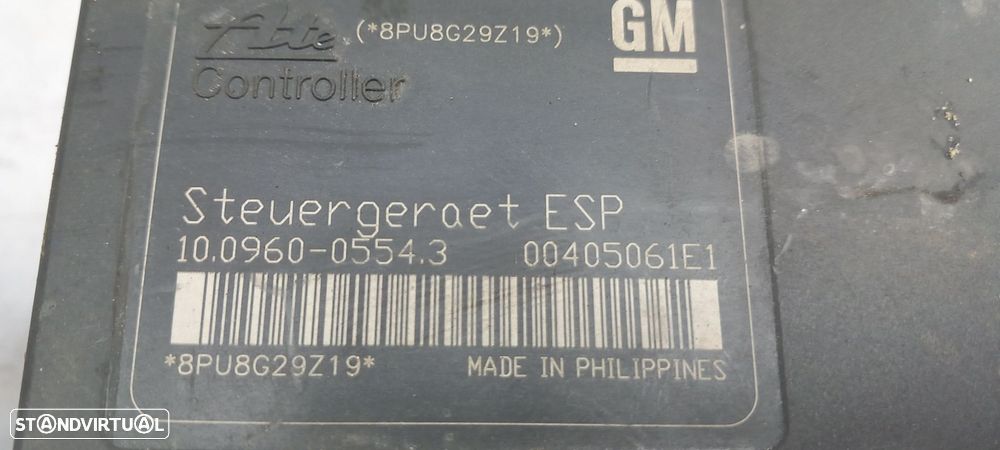 Ate (*8PU8G29Z19*) GM
Controller
Steuergeraet ESP
10.0960-0554.3 00405061E1
*8PU8G29Z19* MADE IN PHILIPPINES
STANDVIRTUAL